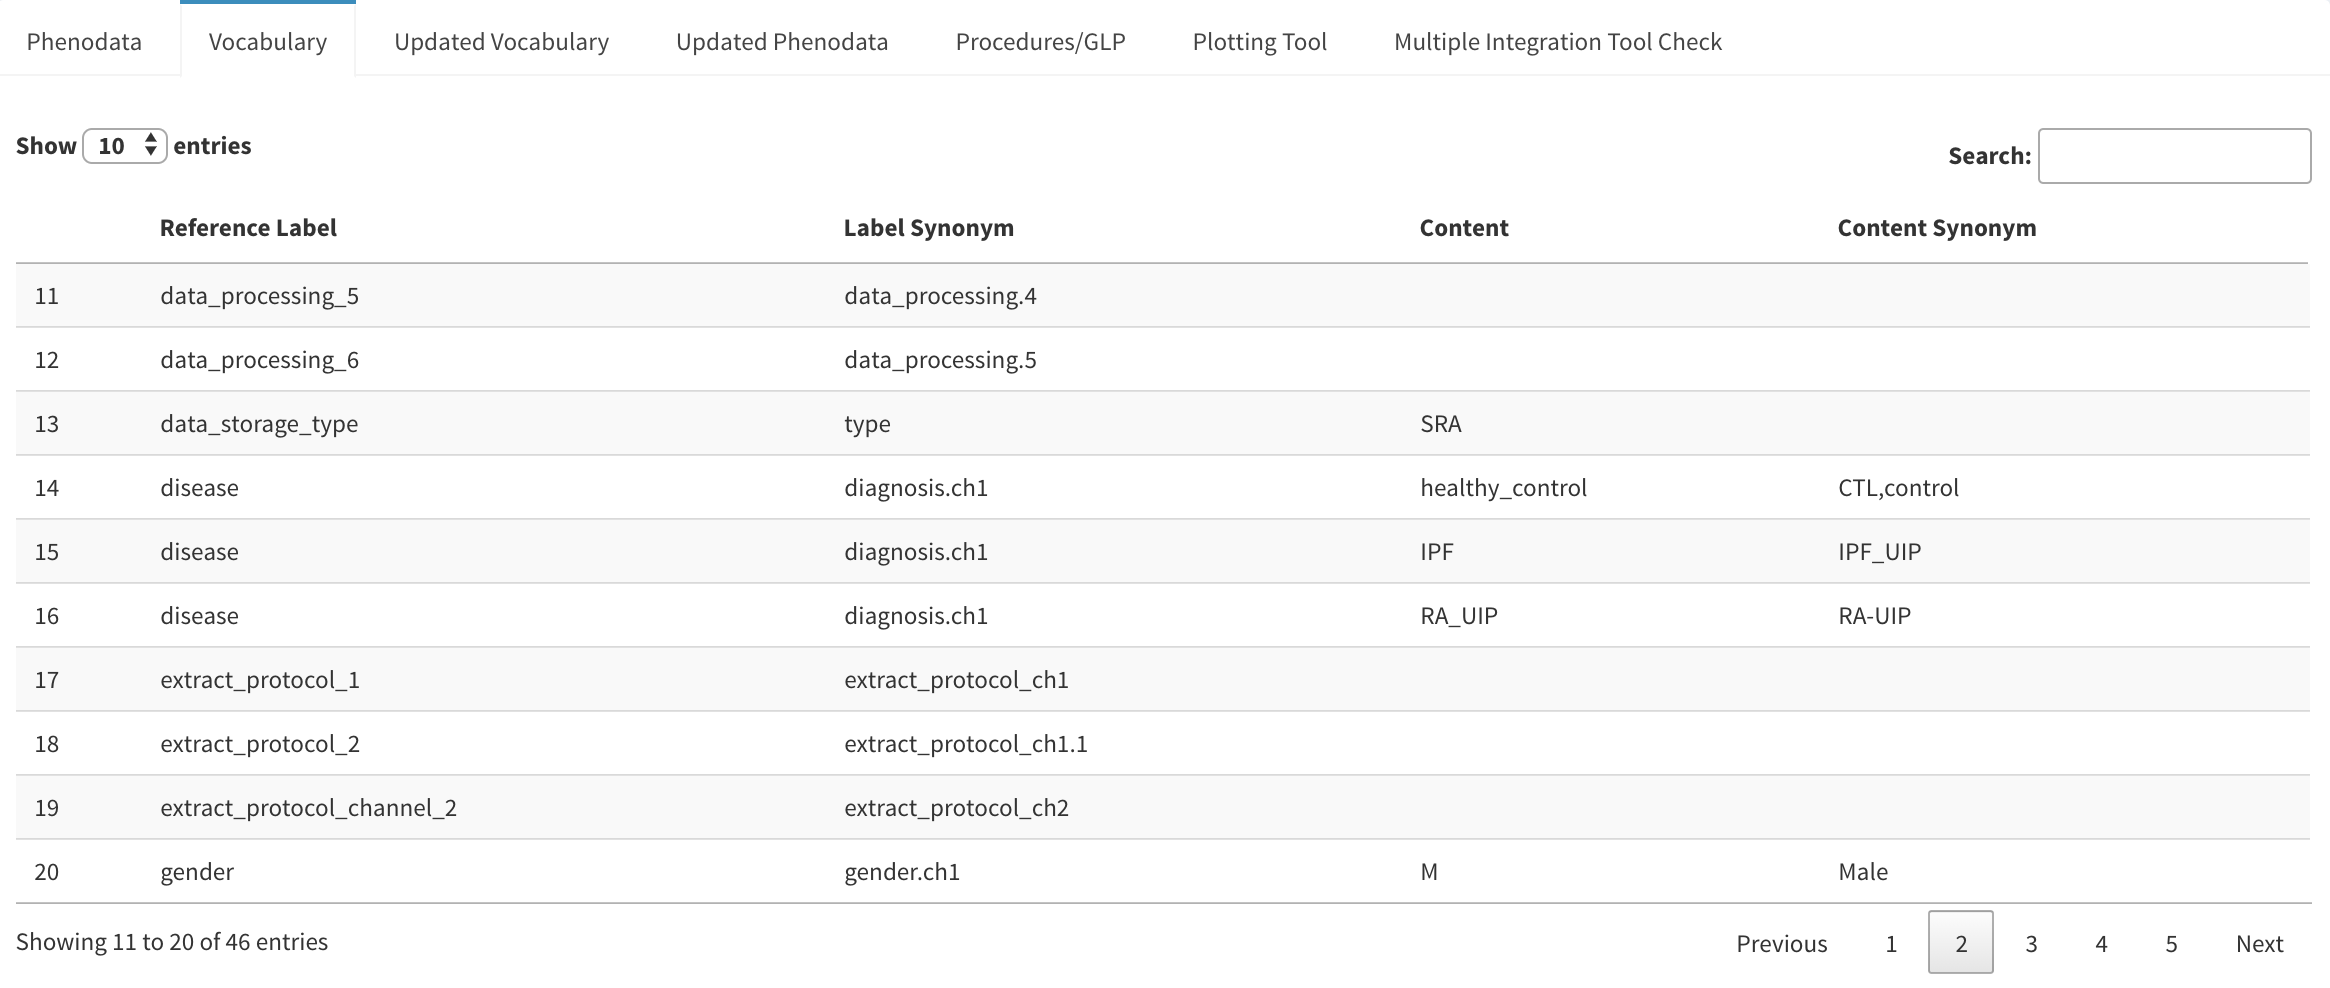 Phenodata Vocabulary Updated Vocabulary Updated Phenodata Procedures/GLP Plotting Tool Multiple Integration Tool Check
Show 10 entries Search:
Reference Label Label Synonym Content Content Synonym
11 data_processing_5 data_processing.4
12 data_processing_6 data_processing.5
13 data_storage_type type SRA
14 disease diagnosis.ch1 healthy_control CTL,control
15 disease diagnosis.ch1 IPF IPF_UIP
16 disease diagnosis.ch1 RA_UIP RA-UIP
17 extract_protocol_1 extract_protocol_ch1
18 extract_protocol_2 extract_protocol_ch1.1
19 extract_protocol_channel_2 extract_protocol_ch2
20 gender gender.ch1 M Male
Showing 11 to 20 of 46 entries Previous 1 2 3 4 5 Next